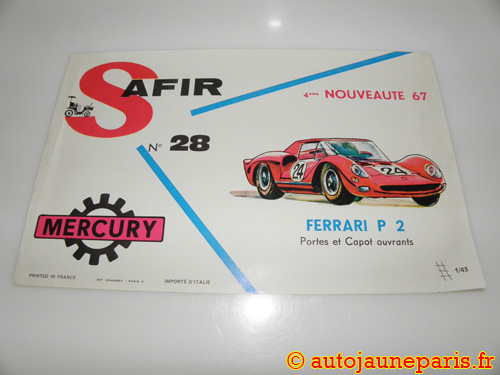 SAFIR
4ème NOUVEAUTE 67
N° 28
24
24
MERCURY
FERRARI P 2
Portes et Capot ouvrants
PRINTED IN FRANCE
IMPORTÉ D'ITALIE
1/43
© autojauneparis.fr